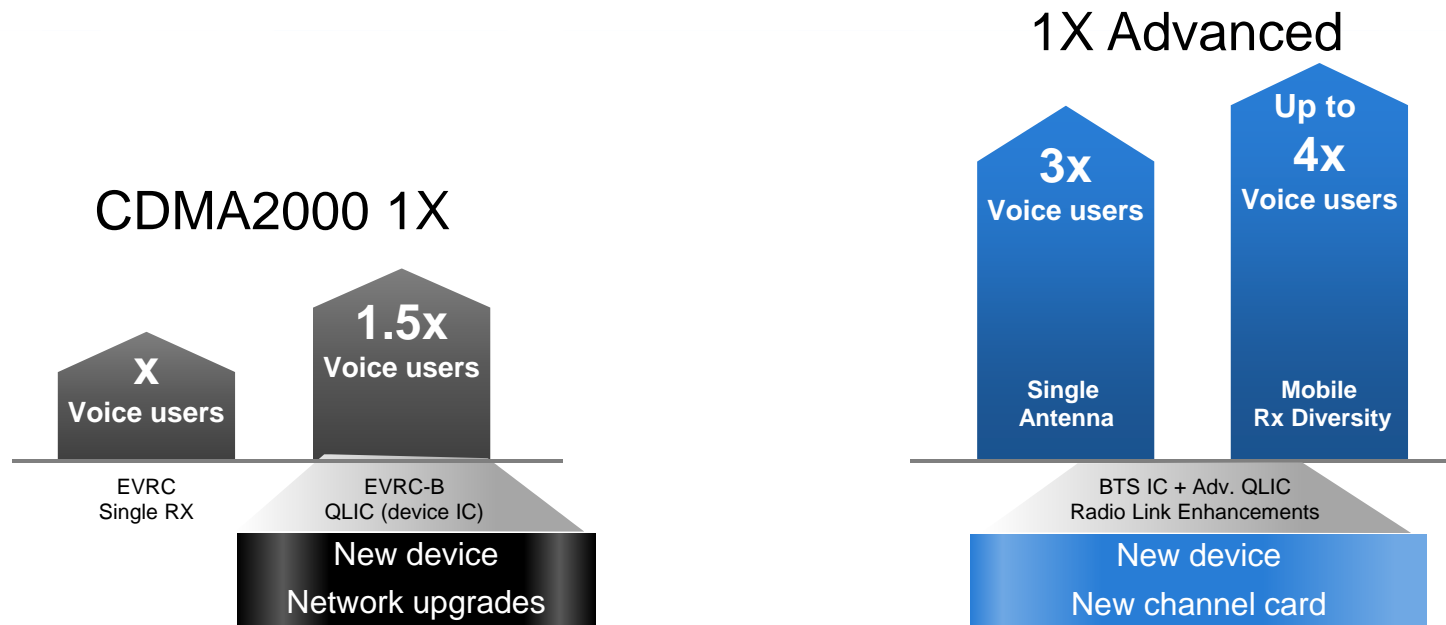 1X Advanced
CDMA2000 1X
x
Voice users
1.5x
Voice users
3x
Voice users
Single
Antenna
Up to
4x
Voice users
Mobile
Rx Diversity
EVRC
Single RX
EVRC-B
QLIC (device IC)
New device
Network upgrades
BTS IC + Adv. QLIC
Radio Link Enhancements
New device
New channel card